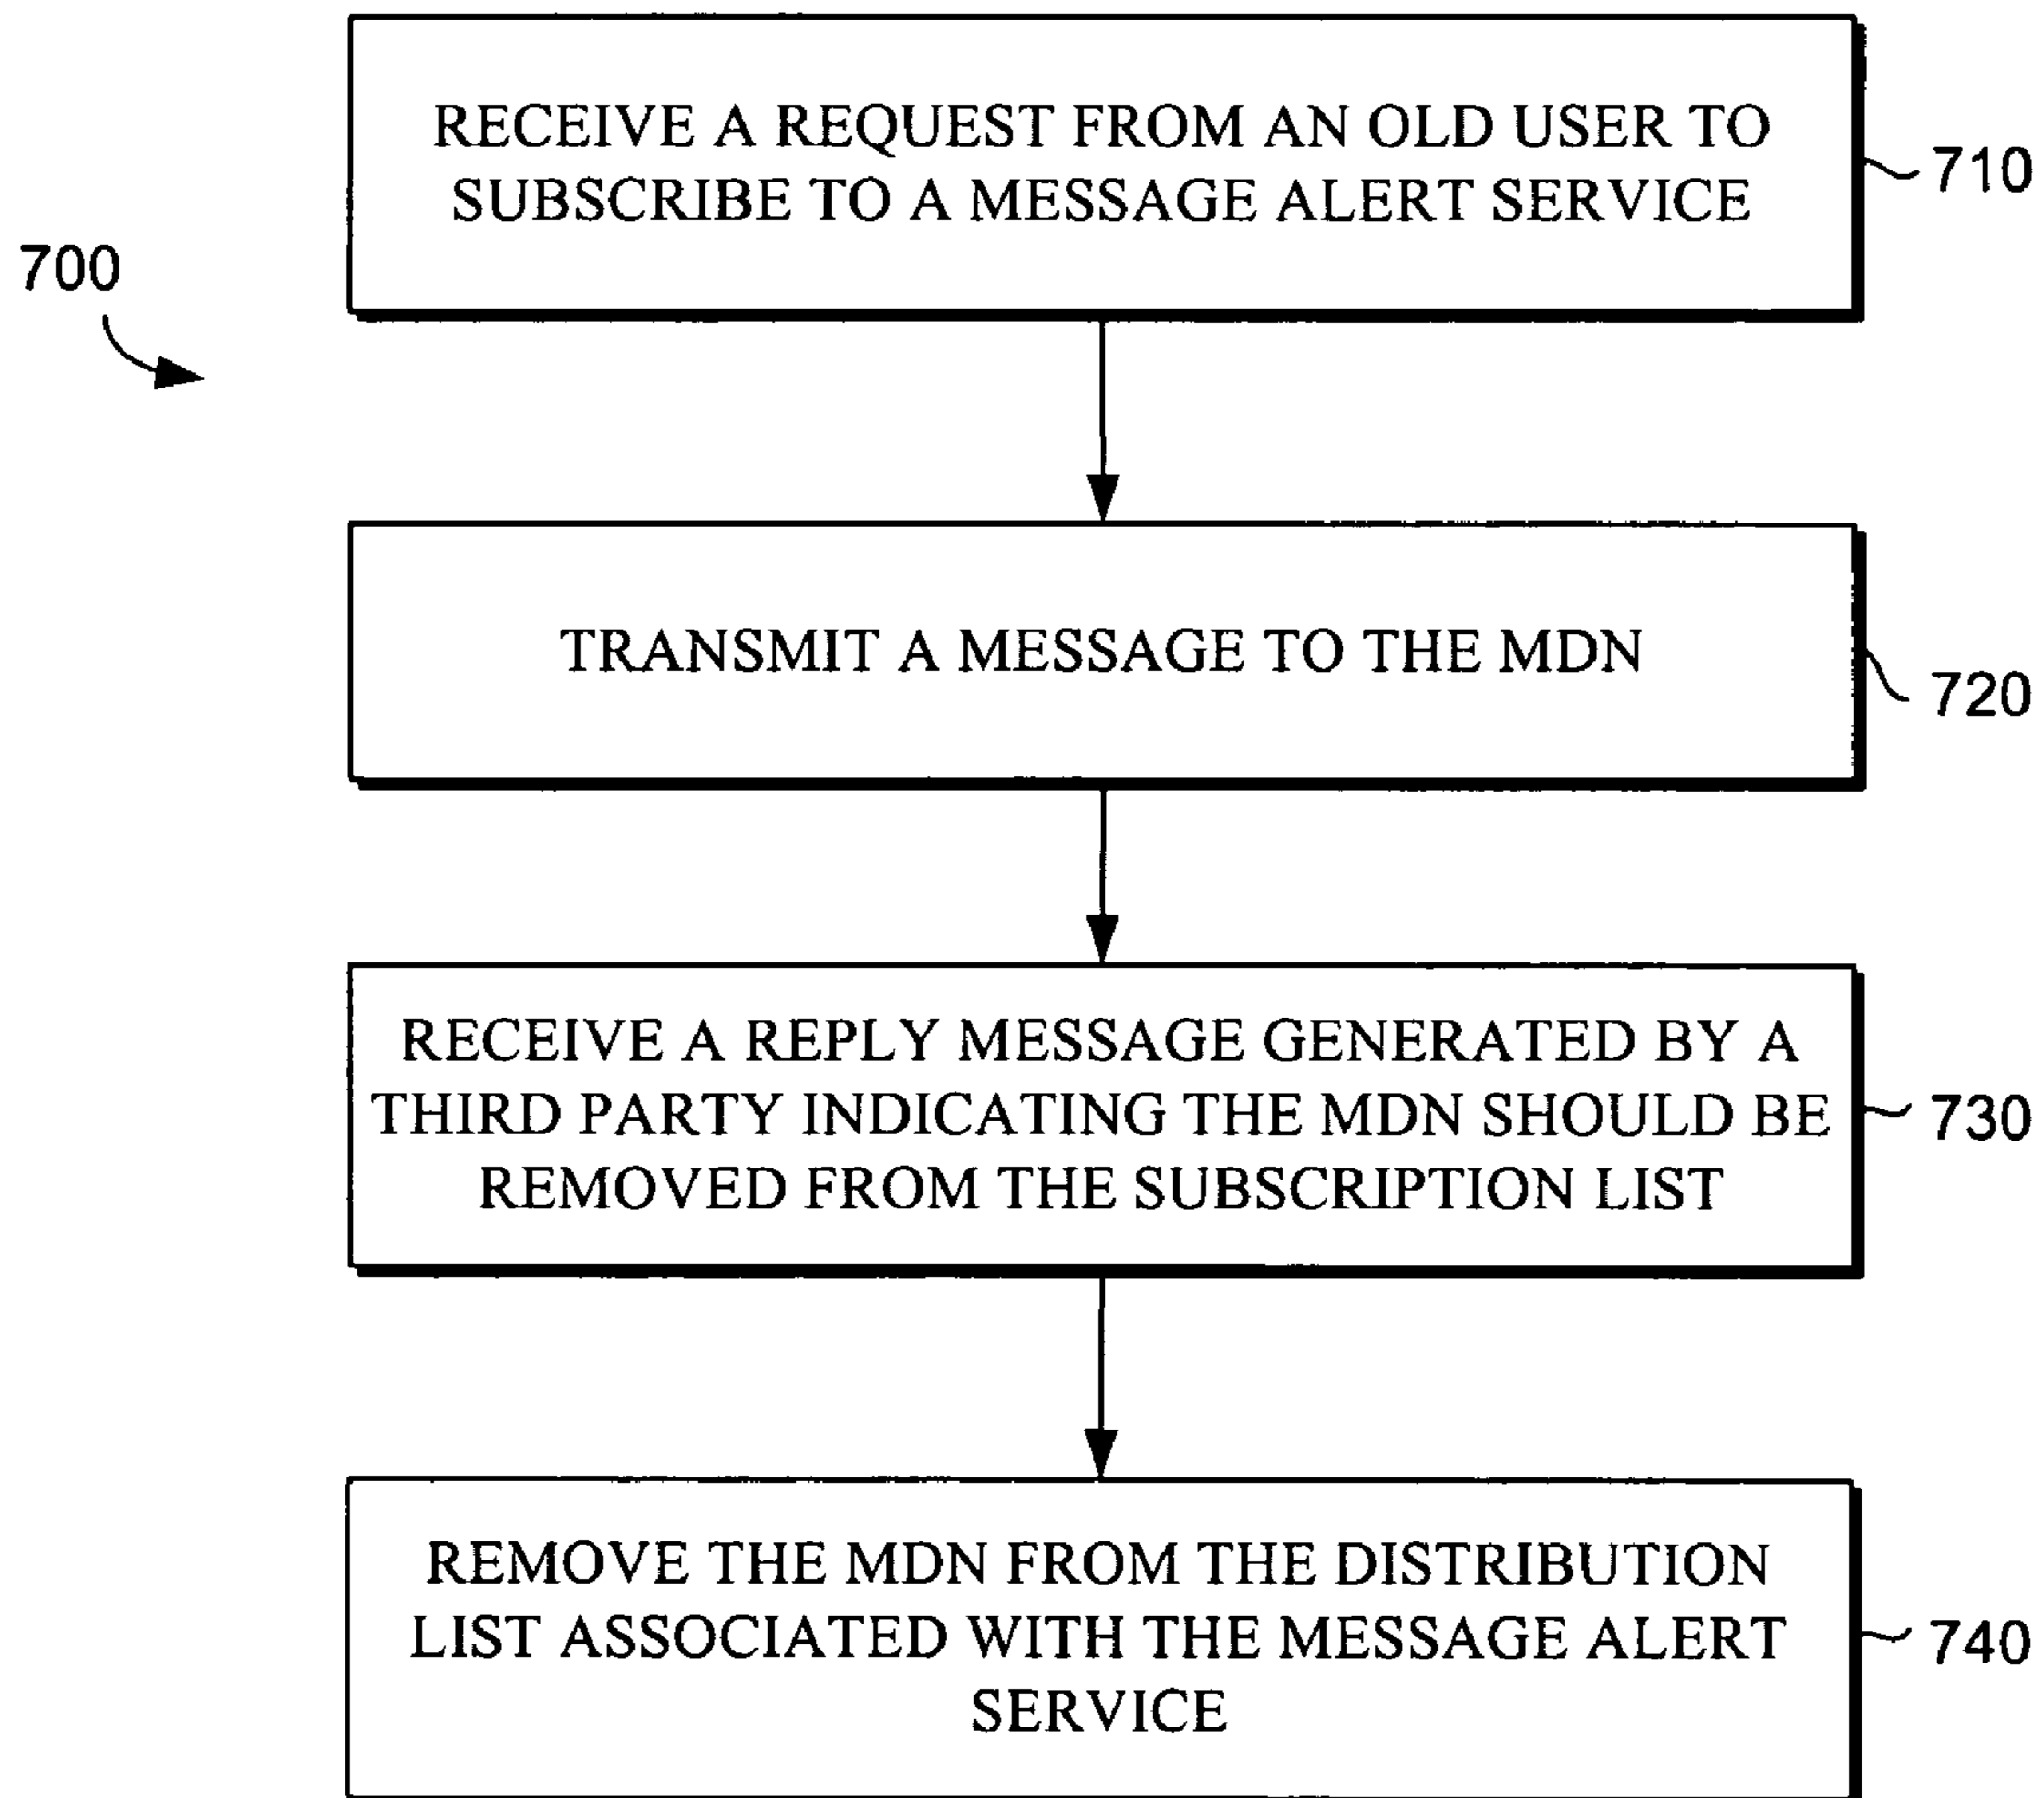 RECEIVE A REQUEST FROM AN OLD USER TO
SUBSCRIBE TO A MESSAGE ALERT SERVICE
710
700
TRANSMIT A MESSAGE TO THE MDN
720
RECEIVE A REPLY MESSAGE GENERATED BY A
THIRD PARTY INDICATING THE MDN SHOULD BE
REMOVED FROM THE SUBSCRIPTION LIST
730
REMOVE THE MDN FROM THE DISTRIBUTION
LIST ASSOCIATED WITH THE MESSAGE ALERT
SERVICE
740